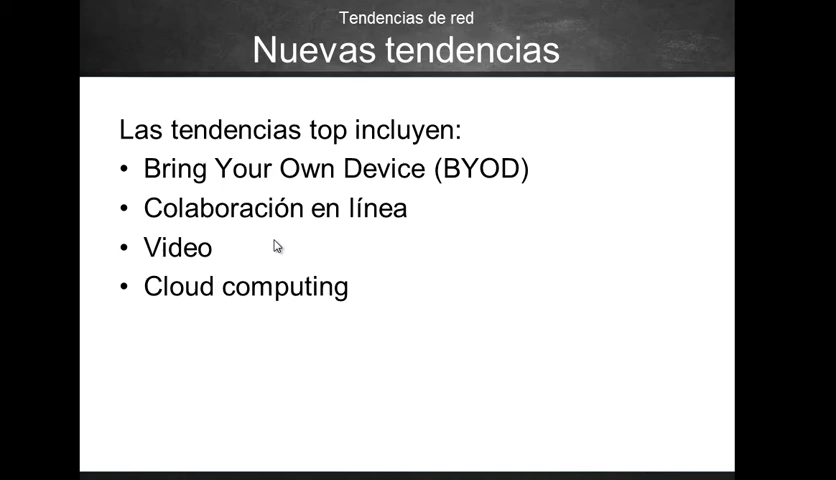 Tendencias de red
Nuevas tendencias
Las tendencias top incluyen:
• Bring Your Own Device (BYOD)
• Colaboración en línea
• Video
• Cloud computing